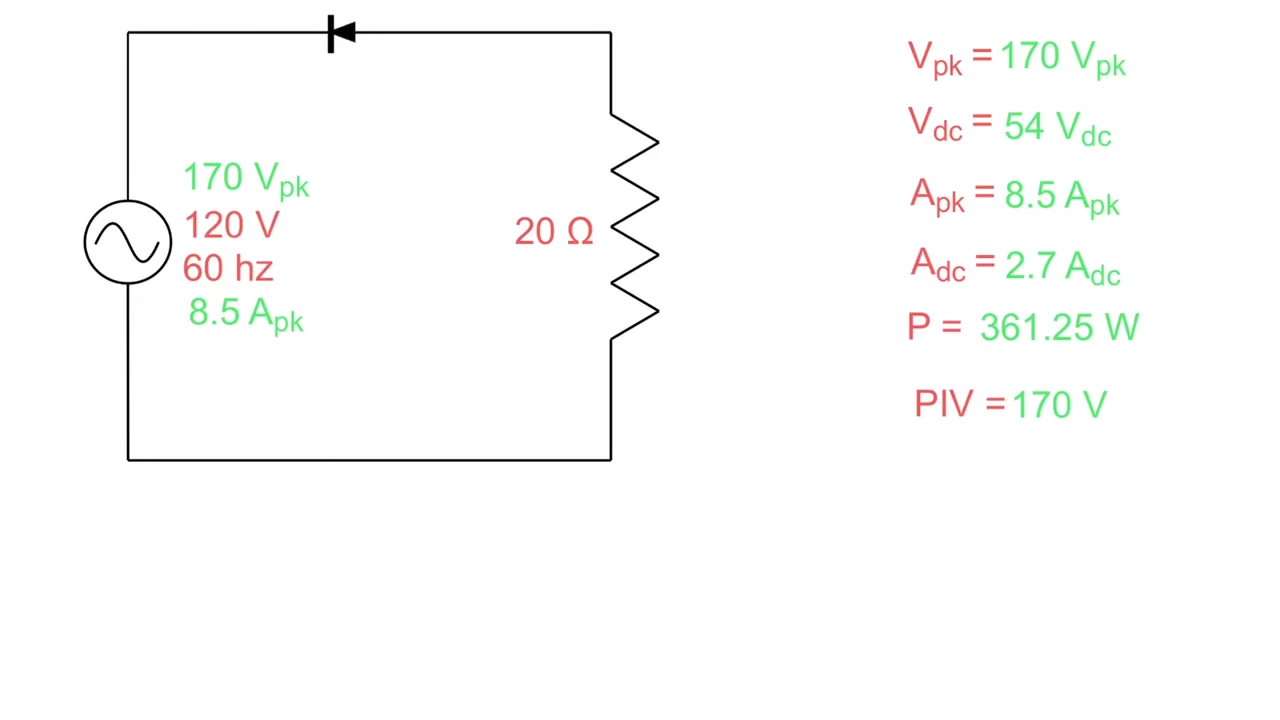 170 Vpk
120 V
60 hz
8.5 Apk
20 Ω
Vpk = 170 Vpk
Vdc = 54 Vdc
Apk = 8.5 Apk
Adc = 2.7 Adc
P = 361.25 W
PIV = 170 V